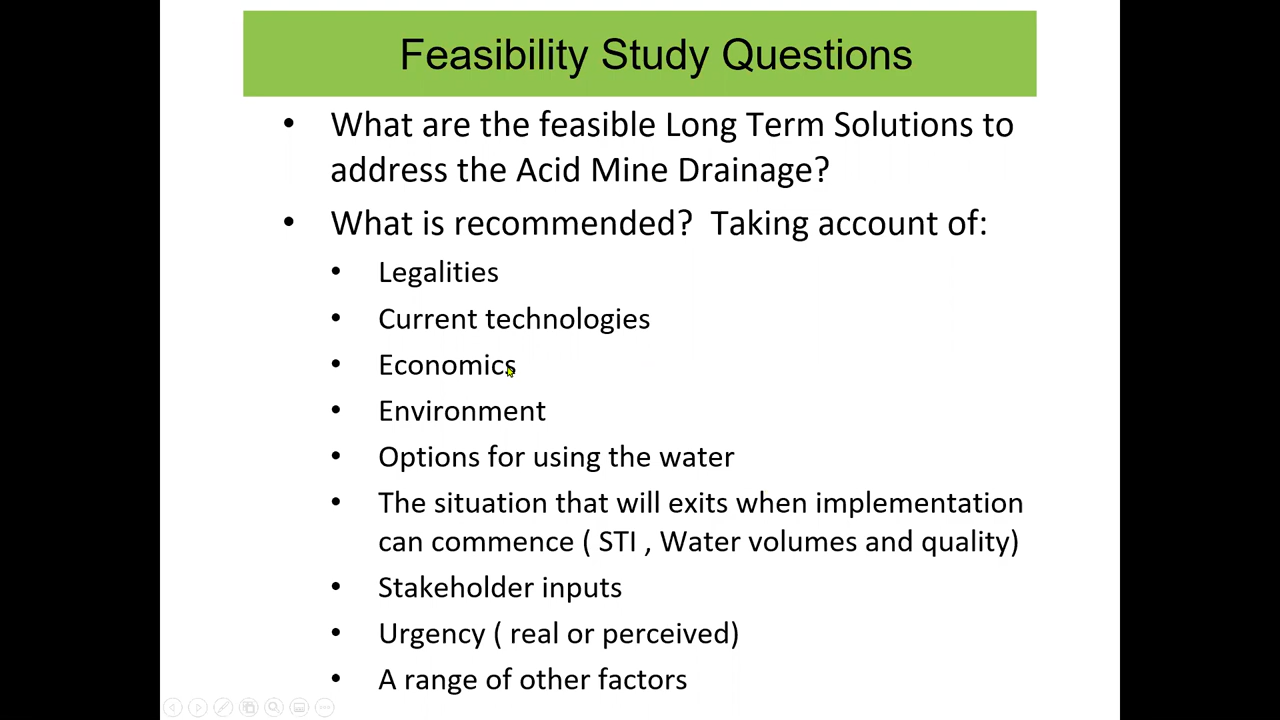 Feasibility Study Questions
• What are the feasible Long Term Solutions to
address the Acid Mine Drainage?
• What is recommended?  Taking account of:
• Legalities
• Current technologies
• Economics
• Environment
• Options for using the water
• The situation that will exits when implementation
can commence ( STI , Water volumes and quality)
• Stakeholder inputs
• Urgency ( real or perceived)
• A range of other factors